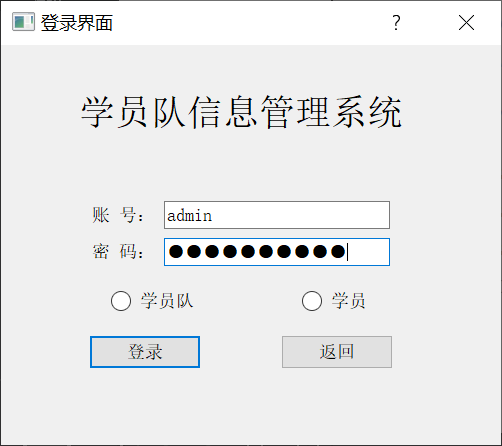 登录界面
学员队信息管理系统
账 号： admin
密 码： ●●●●●●●●●●
学员队 学员
登录 返回